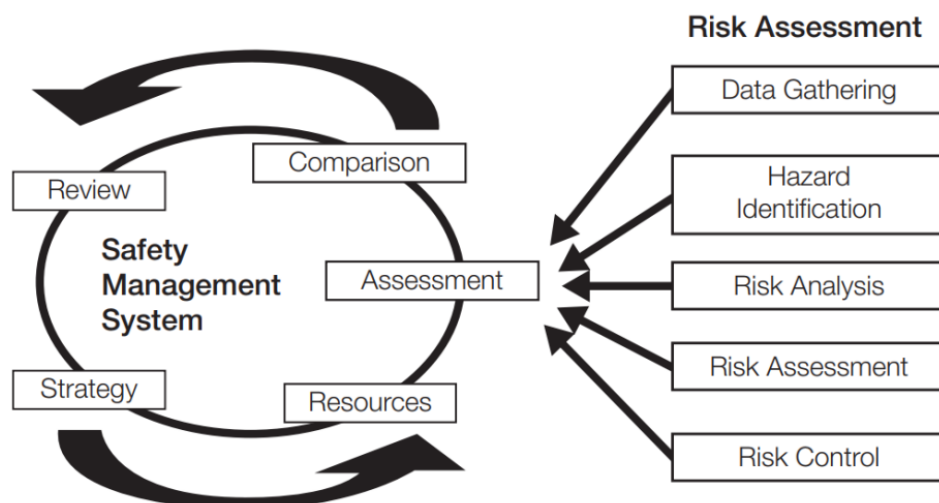 Risk Assessment
Data Gathering
Comparison
Review
Hazard
Identification
Safety
Management
System
Assessment
Risk Analysis
Risk Assessment
Strategy
Resources
Risk Control